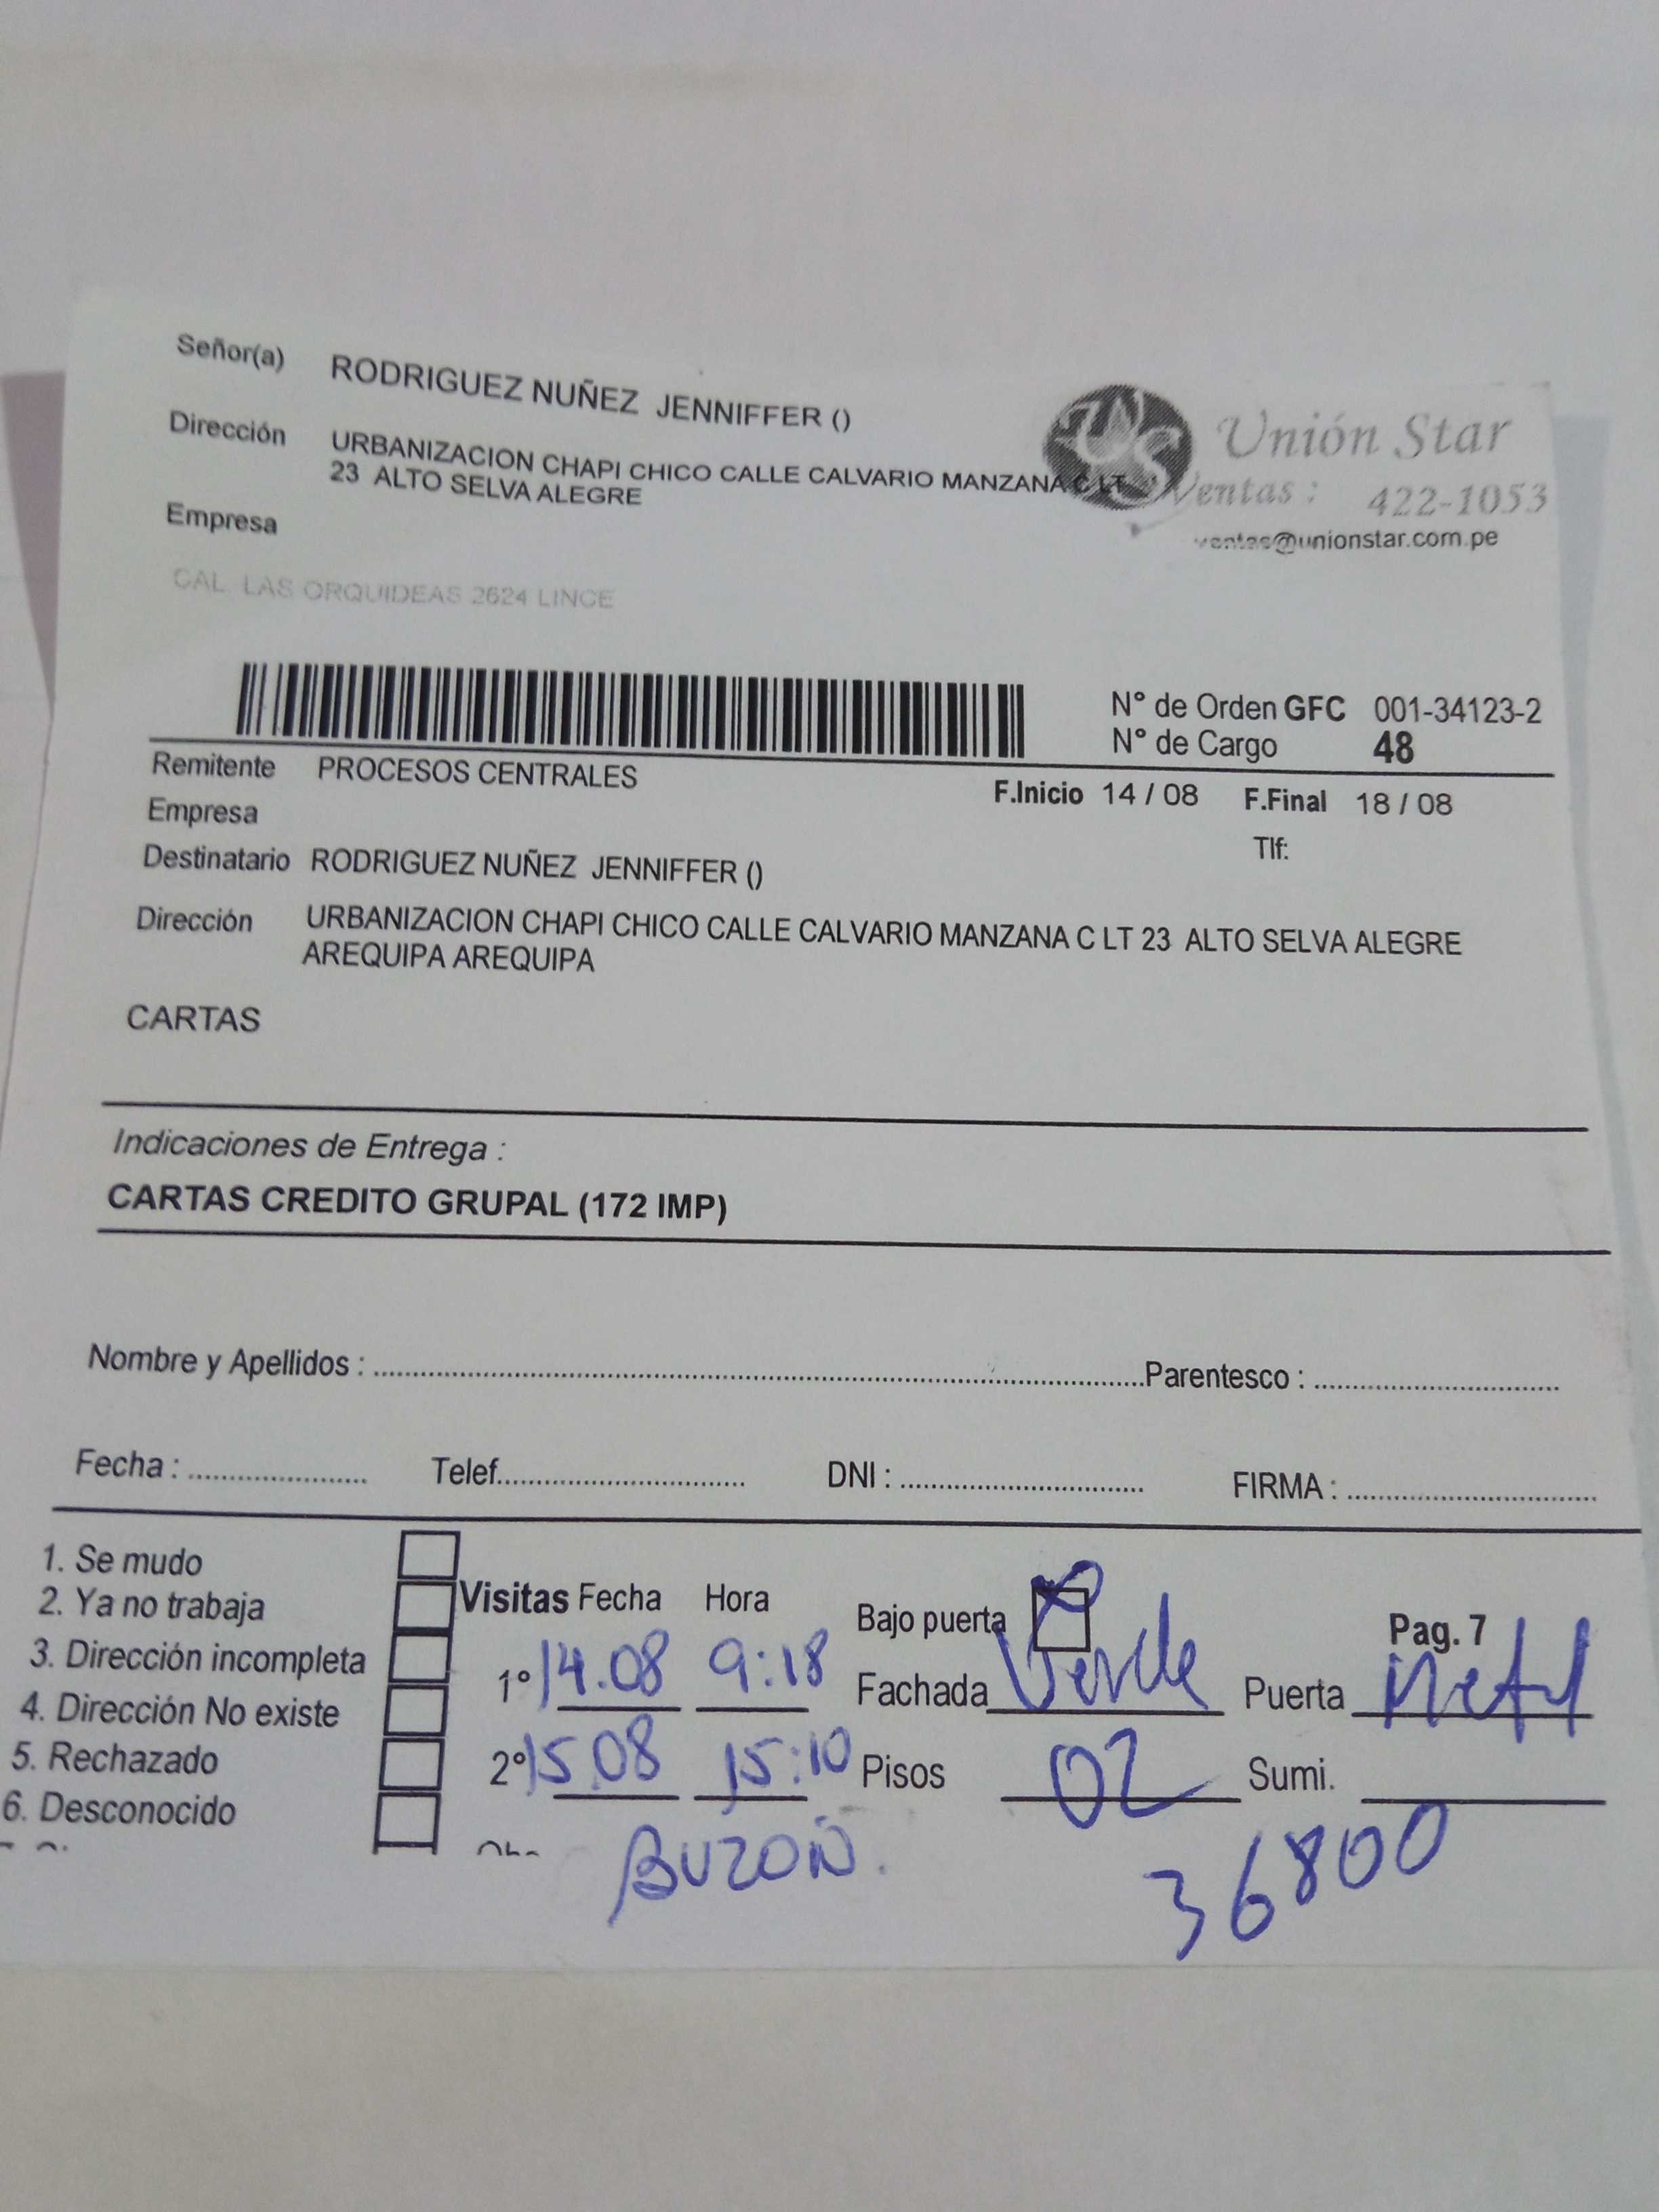 Señor(a) RODRIGUEZ NUÑEZ JENNIFFER ()
Dirección URBANIZACION CHAPI CHICO CALLE CALVARIO MANZANA C LT
23 ALTO SELVA ALEGRE
Empresa
Unión Star
Ventas : 422-1053
ventas@unionstar.com.pe
CAL. LAS ORQUIDEAS 2624 LINCE
N° de Orden GFC 001-34123-2
N° de Cargo 48
Remitente PROCESOS CENTRALES
F.Inicio 14 / 08 F.Final 18 / 08
Empresa
Tlf:
Destinatario RODRIGUEZ NUÑEZ JENNIFFER ()
Dirección URBANIZACION CHAPI CHICO CALLE CALVARIO MANZANA C LT 23 ALTO SELVA ALEGRE
AREQUIPA AREQUIPA
CARTAS
Indicaciones de Entrega :
CARTAS CREDITO GRUPAL (172 IMP)
Nombre y Apellidos : Parentesco :
Fecha : Telef. DNI : FIRMA :
1. Se mudo
2. Ya no trabaja
3. Dirección incompleta
4. Dirección No existe
5. Rechazado
6. Desconocido
Visitas Fecha Hora
1° 14.08 9:18
2° 15.08 15:10
Bajo puerta
Pag. 7
Fachada Verde Puerta Metal
Pisos 02 Sumi.
BUZON.
36800